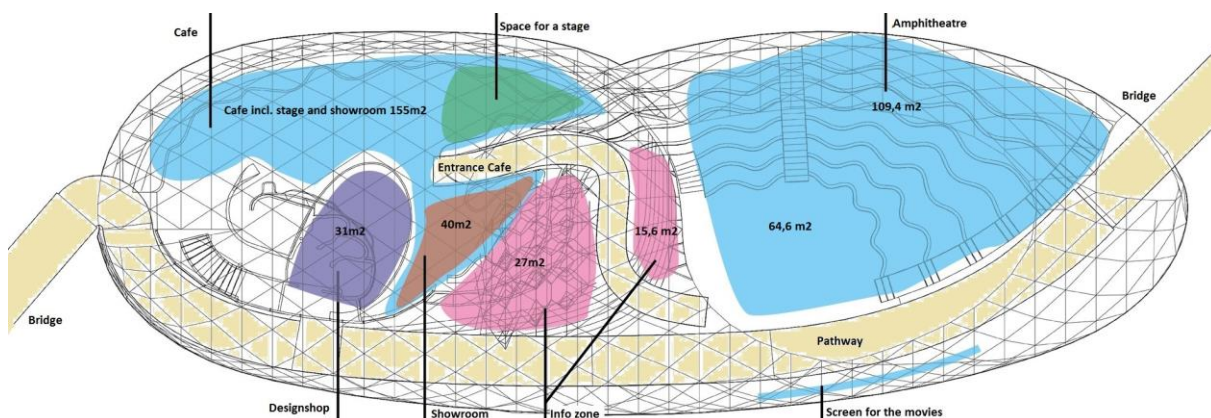 Cafe
Space for a stage
Amphitheatre
Bridge
Cafe incl. stage and showroom 155m2
109,4 m2
Entrance Cafe
31m2
40m2
27m2
15,6 m2
64,6 m2
Bridge
Pathway
Designshop
Showroom
Info zone
Screen for the movies